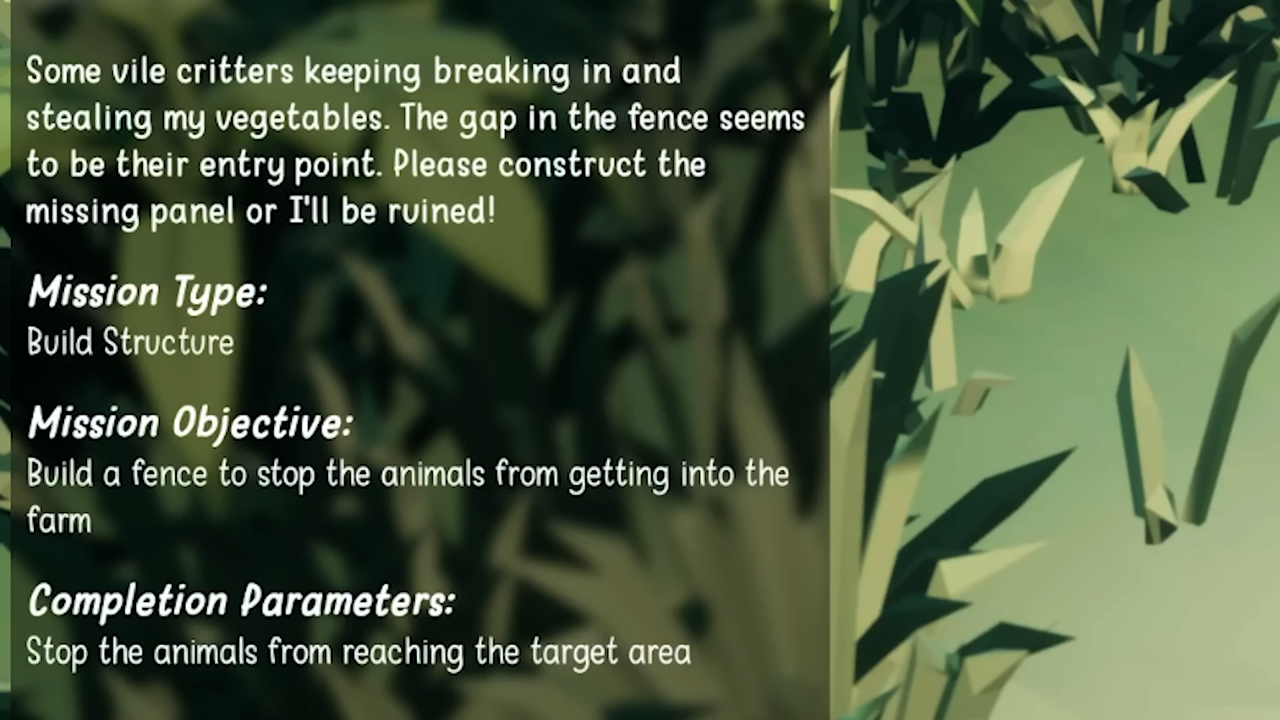 Some vile critters keeping breaking in and
stealing my vegetables. The gap in the fence seems
to be their entry point. Please construct the
missing panel or I'll be ruined!
Mission Type:
Build Structure
Mission Objective:
Build a fence to stop the animals from getting into the
farm
Completion Parameters:
Stop the animals from reaching the target area